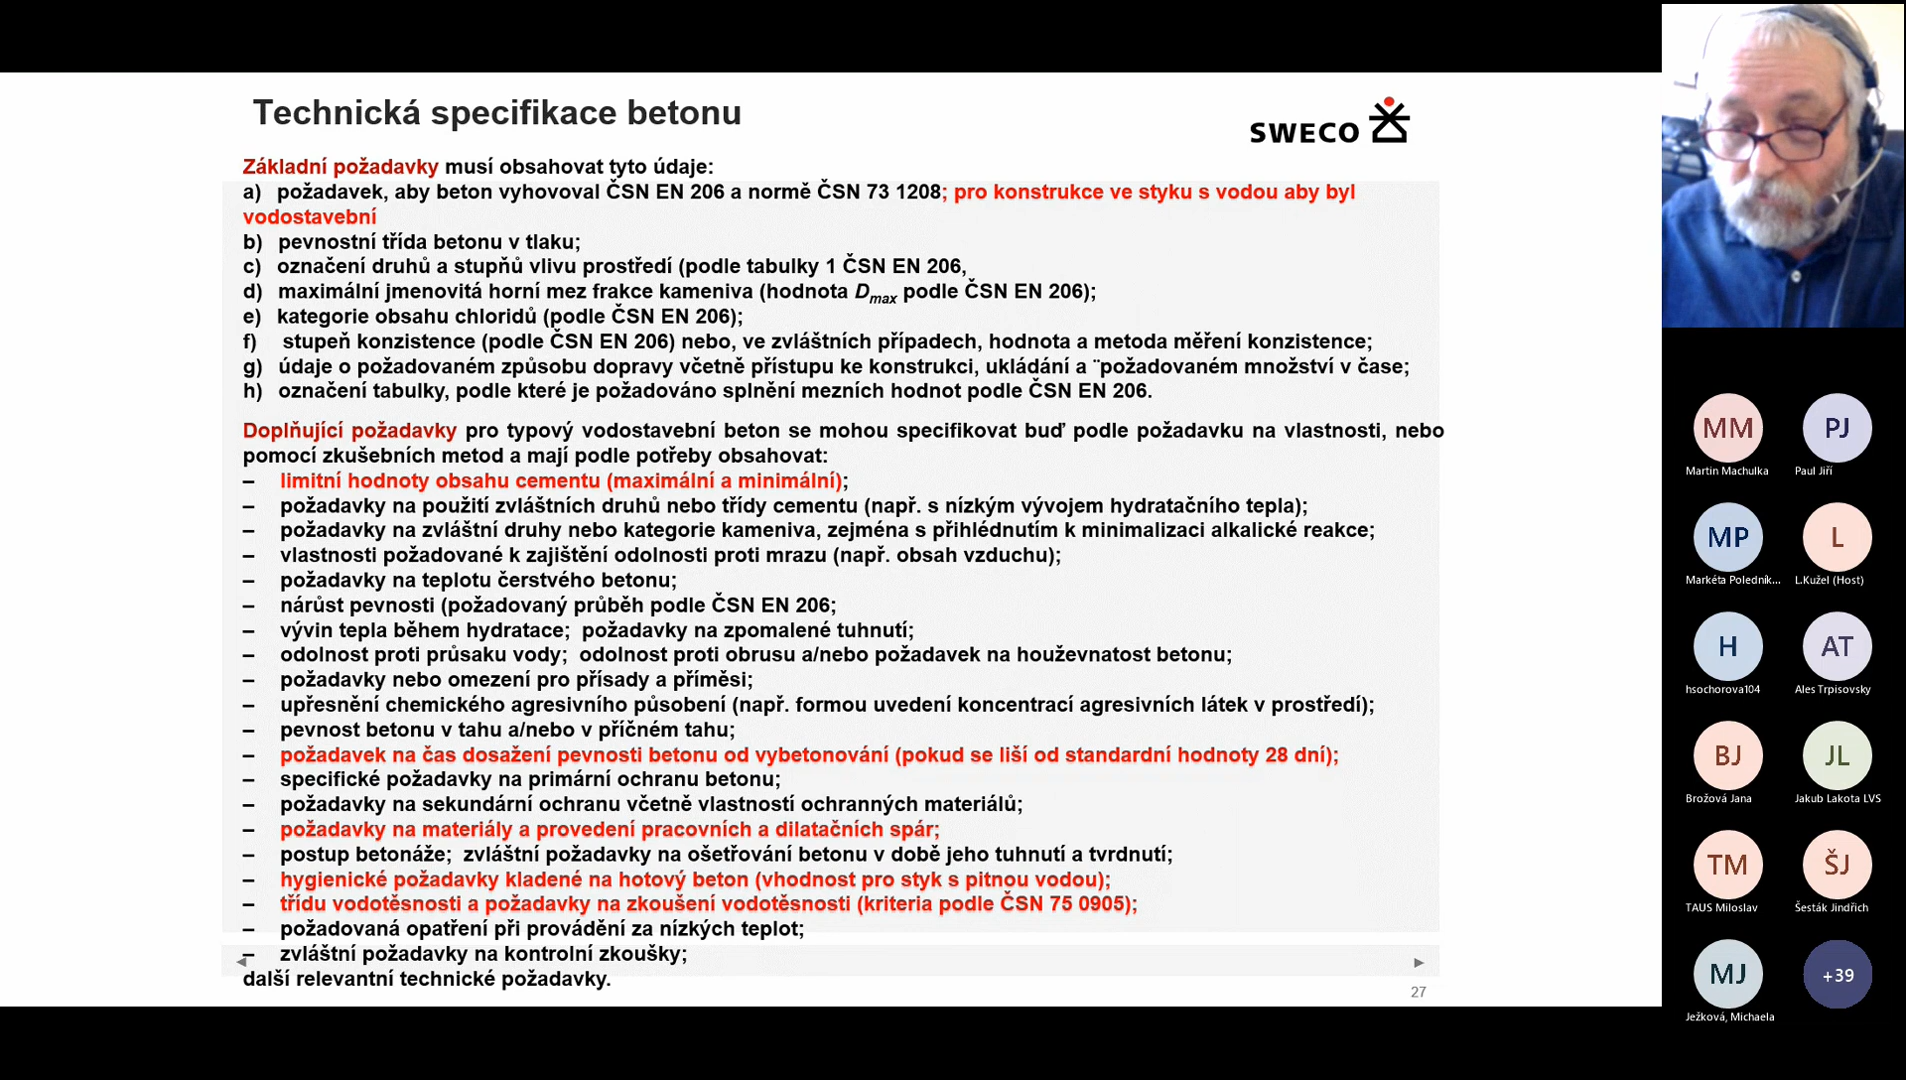 Technická specifikace betonu
SWECO
Základní požadavky musí obsahovat tyto údaje:
a) požadavek, aby beton vyhovoval ČSN EN 206 a normě ČSN 73 1208; pro konstrukce ve styku s vodou aby byl
vodostavební
b) pevnostní třída betonu v tlaku;
c) označení druhů a stupňů vlivu prostředí (podle tabulky 1 ČSN EN 206,
d) maximální jmenovitá horní mez frakce kameniva (hodnota Dmax podle ČSN EN 206);
e) kategorie obsahu chloridů (podle ČSN EN 206);
f) stupeň konzistence (podle ČSN EN 206) nebo, ve zvláštních případech, hodnota a metoda měření konzistence;
g) údaje o požadovaném způsobu dopravy včetně přístupu ke konstrukci, ukládání a ¨požadovaném množství v čase;
h) označení tabulky, podle které je požadováno splnění mezních hodnot podle ČSN EN 206.
Doplňující požadavky pro typový vodostavební beton se mohou specifikovat buď podle požadavku na vlastnosti, nebo
pomocí zkušebních metod a mají podle potřeby obsahovat:
– limitní hodnoty obsahu cementu (maximální a minimální);
– požadavky na použití zvláštních druhů nebo třídy cementu (např. s nízkým vývojem hydratačního tepla);
– požadavky na zvláštní druhy nebo kategorie kameniva, zejména s přihlédnutím k minimalizaci alkalické reakce;
– vlastnosti požadované k zajištění odolnosti proti mrazu (např. obsah vzduchu);
– požadavky na teplotu čerstvého betonu;
– nárůst pevnosti (požadovaný průběh podle ČSN EN 206;
– vývin tepla během hydratace; požadavky na zpomalené tuhnutí;
– odolnost proti průsaku vody; odolnost proti obrusu a/nebo požadavek na houževnatost betonu;
– požadavky nebo omezení pro přísady a příměsi;
– upřesnění chemického agresivního působení (např. formou uvedení koncentrací agresivních látek v prostředí);
– pevnost betonu v tahu a/nebo v příčném tahu;
– požadavek na čas dosažení pevnosti betonu od vybetonování (pokud se liší od standardní hodnoty 28 dní);
– specifické požadavky na primární ochranu betonu;
– požadavky na sekundární ochranu včetně vlastností ochranných materiálů;
– požadavky na materiály a provedení pracovních a dilatačních spár;
– postup betonáže; zvláštní požadavky na ošetřování betonu v době jeho tuhnutí a tvrdnutí;
– hygienické požadavky kladené na hotový beton (vhodnost pro styk s pitnou vodou);
– třídu vodotěsnosti a požadavky na zkoušení vodotěsnosti (kriteria podle ČSN 75 0905);
– požadovaná opatření při provádění za nízkých teplot;
– zvláštní požadavky na kontrolní zkoušky;
další relevantní technické požadavky.
27
MM PJ
Martin Machulka Paul Jiří
MP L
Markéta Poledník... L.Kužel (Host)
H AT
hsochorova104 Ales Trpisovsky
BJ JL
Brožová Jana Jakub Lakota LVS
TM ŠJ
TAUS Miloslav Šesták Jindřich
MJ +39
Ježková, Michaela